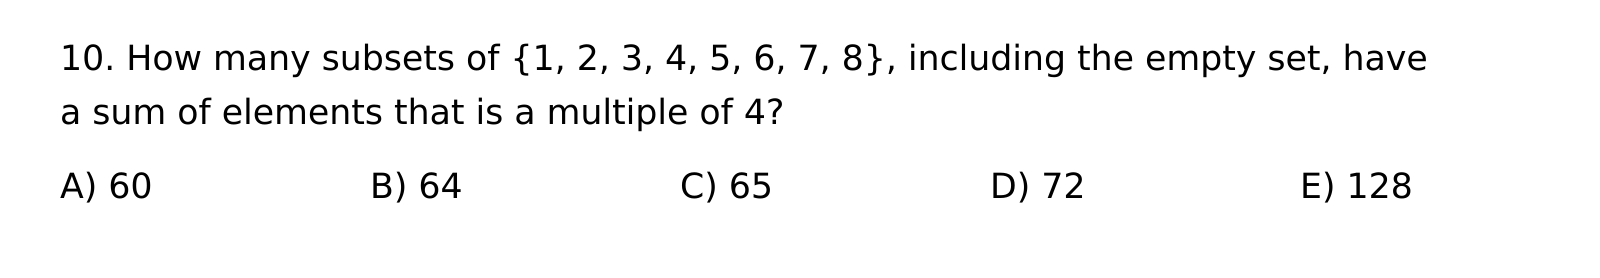 10. How many subsets of {1, 2, 3, 4, 5, 6, 7, 8}, including the empty set, have
a sum of elements that is a multiple of 4?
A) 60 B) 64 C) 65 D) 72 E) 128